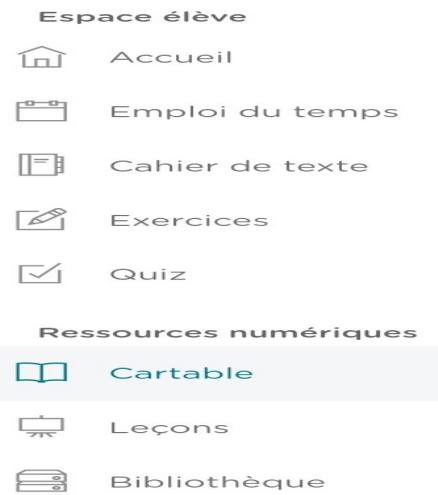 Espace élève
Accueil
Emploi du temps
Cahier de texte
Exercices
Quiz
Ressources numériques
Cartable
Leçons
Bibliothèque